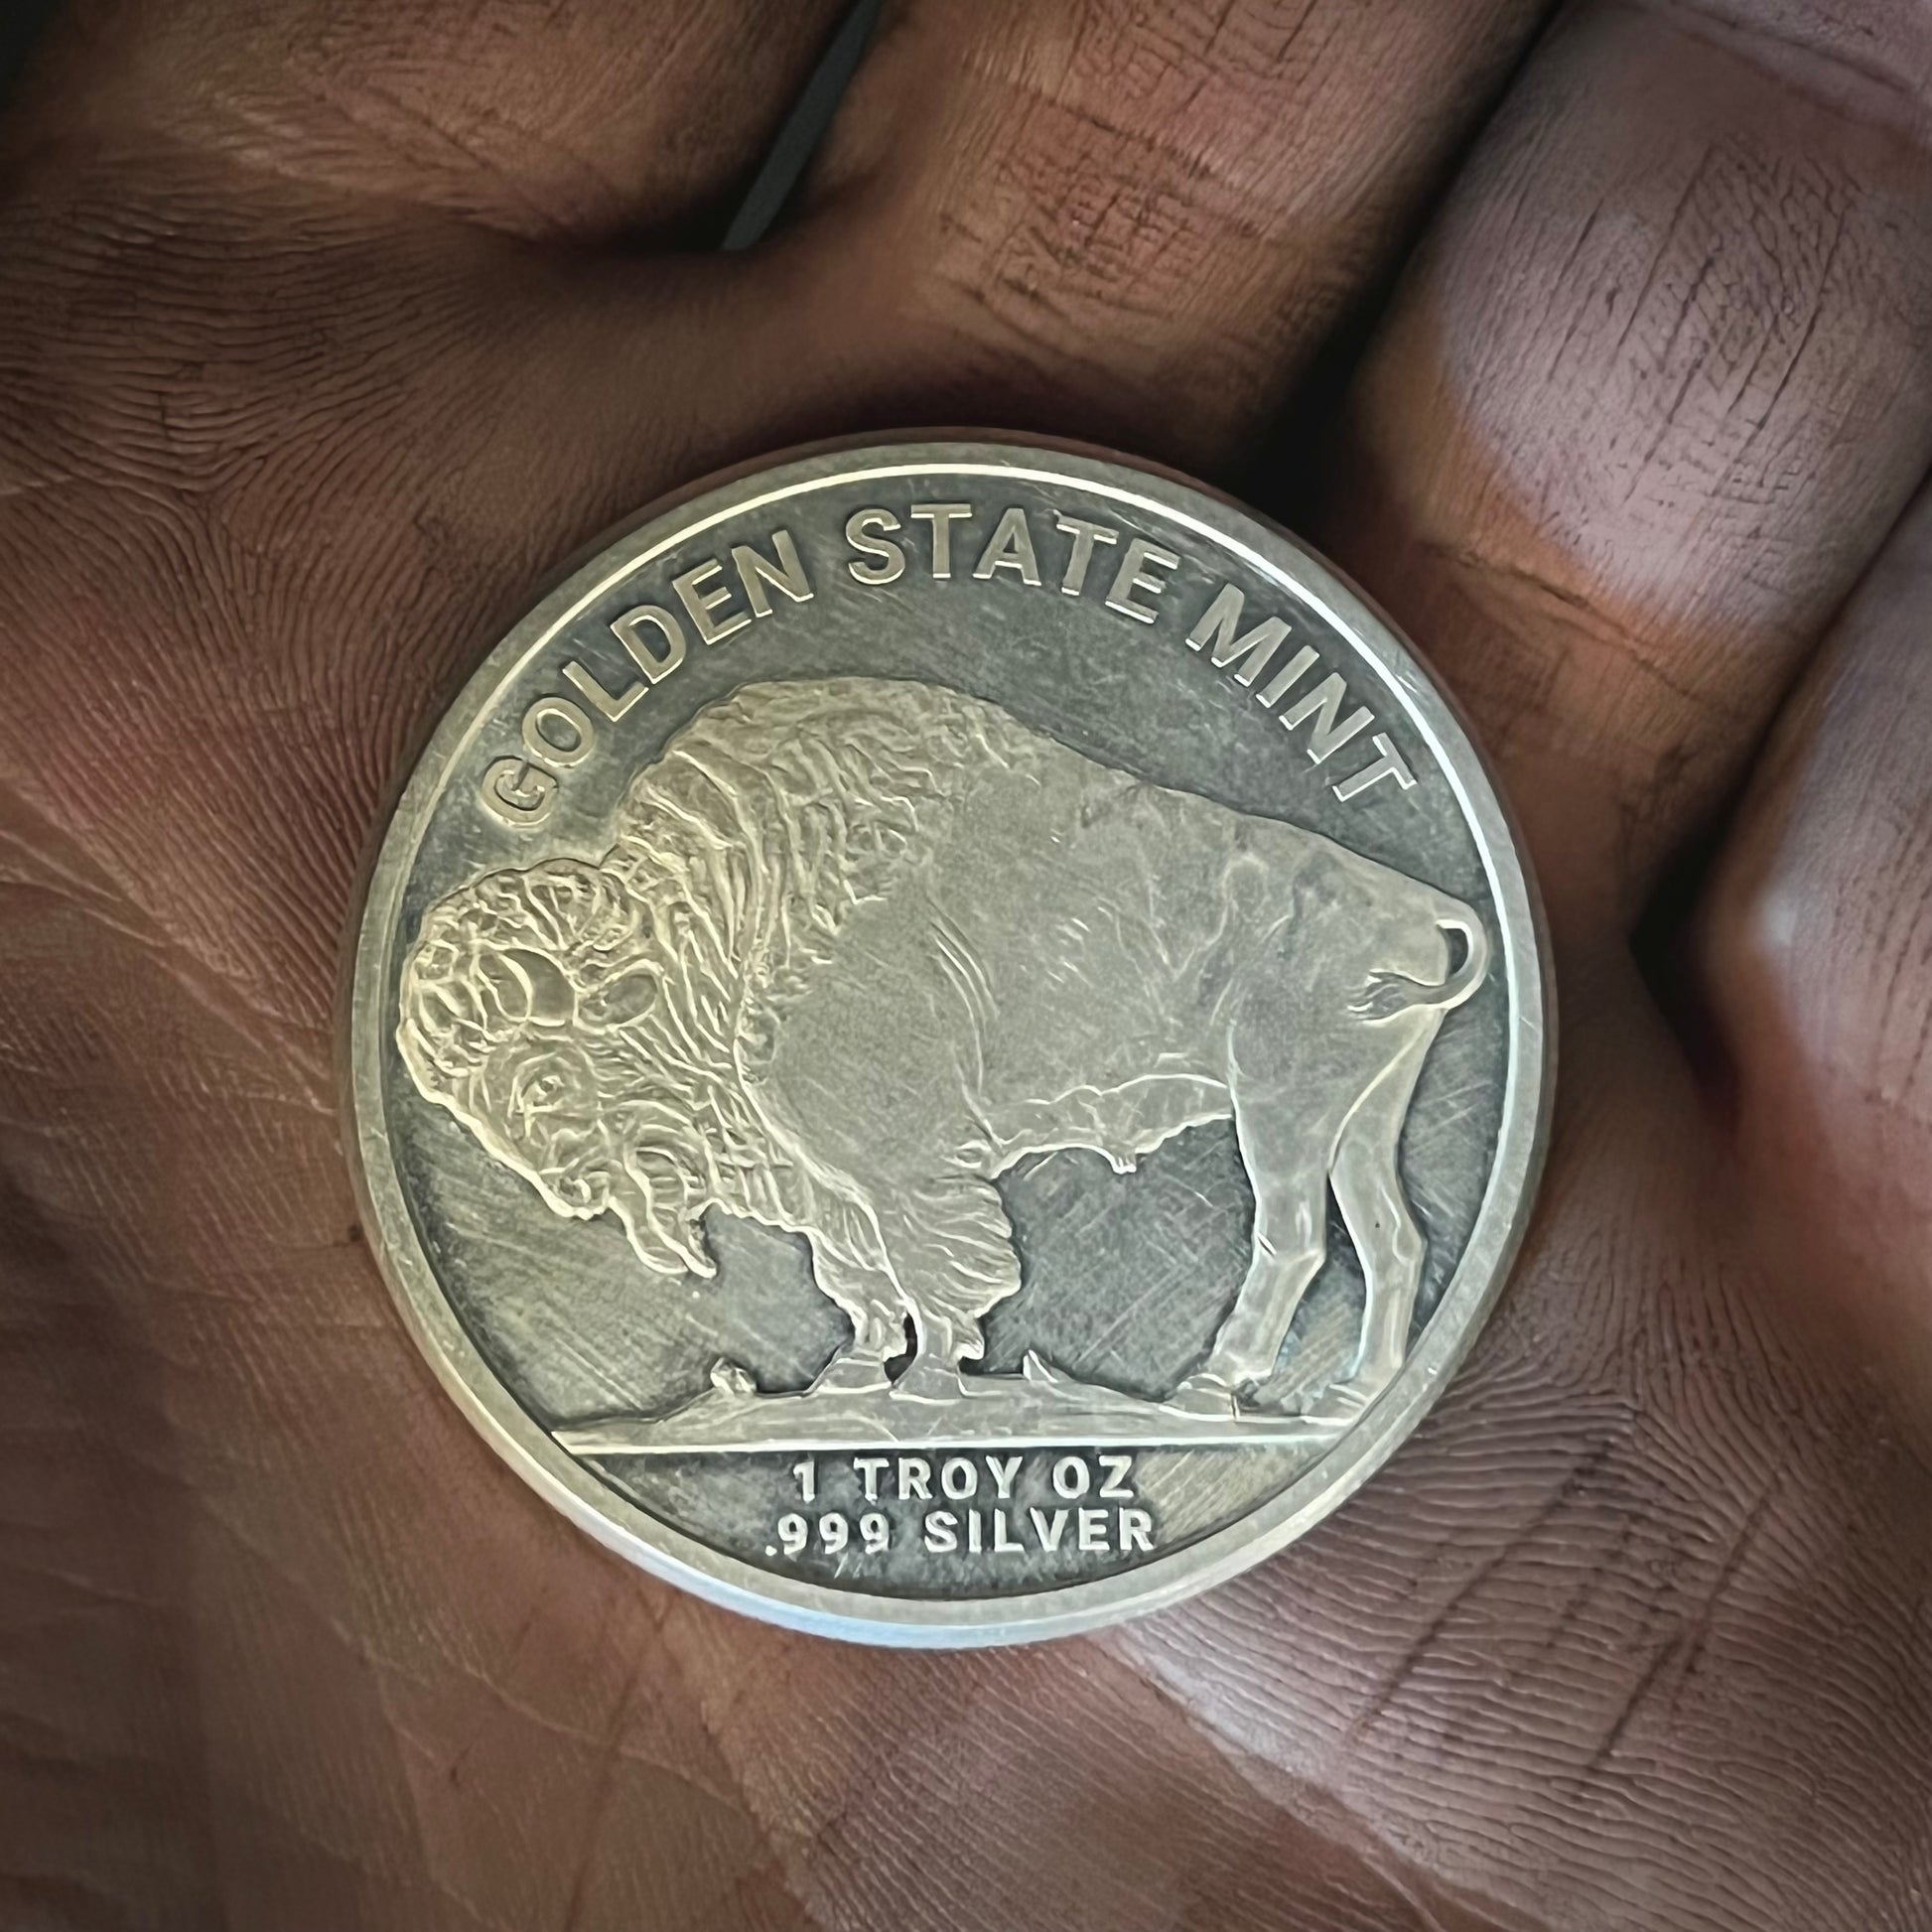 GOLDEN STATE MINT
1 TROY OZ
.999 SILVER